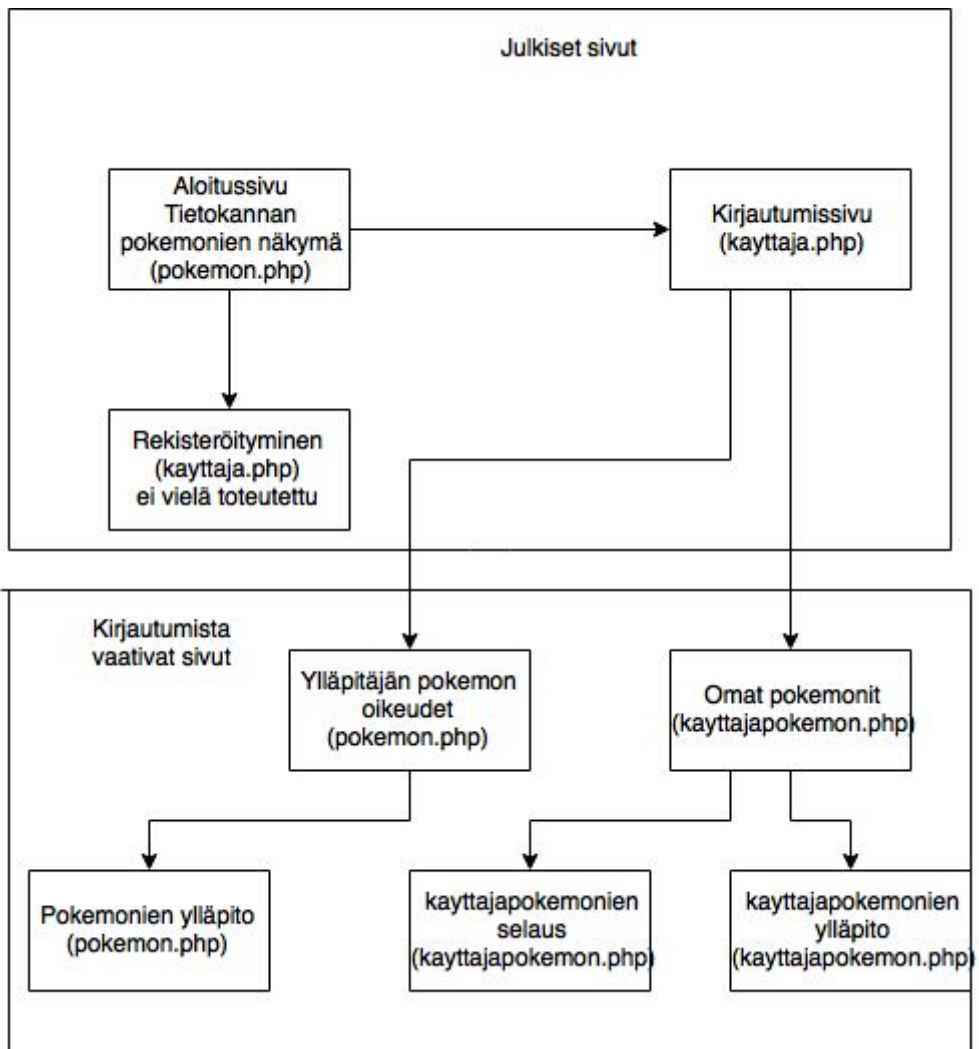 Julkiset sivut
Aloitussivu
Tietokannan
pokemonien näkymä
(pokemon.php)
Kirjautumissivu
(kayttaja.php)
Rekisteröityminen
(kayttaja.php)
ei vielä toteutettu
Kirjautumista
vaativat sivut
Ylläpitäjän pokemon
oikeudet
(pokemon.php)
Omat pokemonit
(kayttajapokemon.php)
Pokemonien ylläpito
(pokemon.php)
kayttajapokemonien
selaus
(kayttajapokemon.php)
kayttajapokemonien
ylläpito
(kayttajapokemon.php)